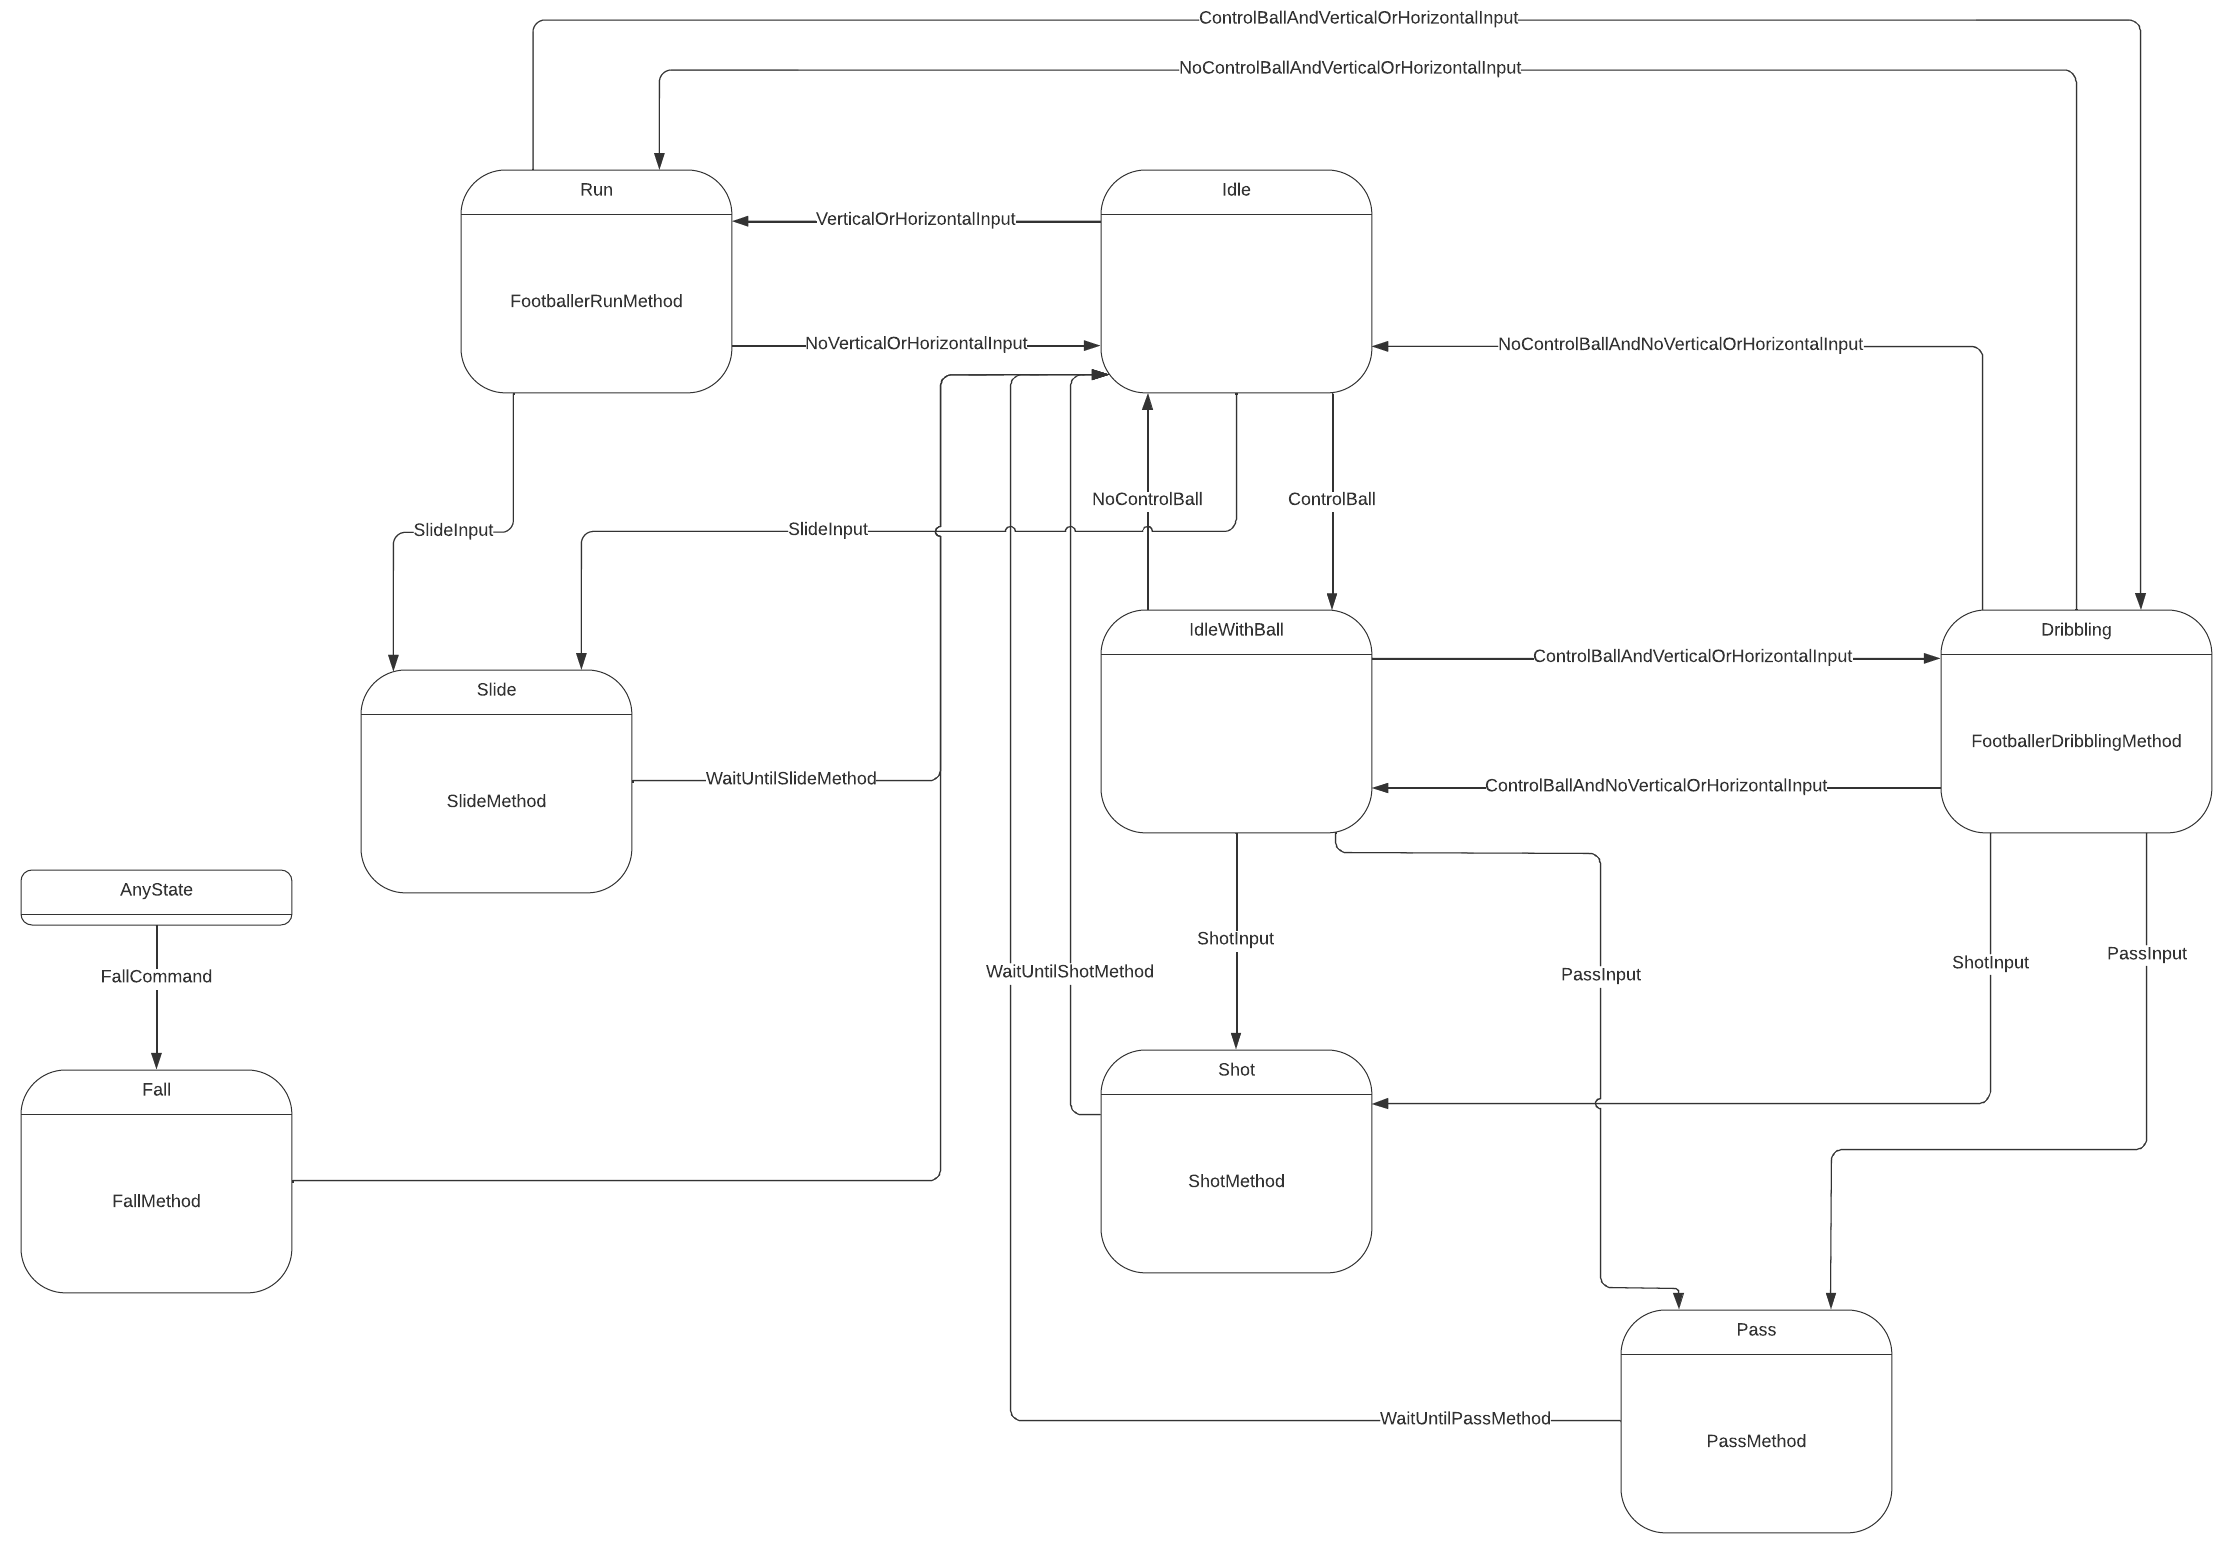 ControlBallAndVerticalOrHorizontalInput
NoControlBallAndVerticalOrHorizontalInput
Run
Idle
VerticalOrHorizontalInput
FootballerRunMethod
NoVerticalOrHorizontalInput
NoControlBallAndNoVerticalOrHorizontalInput
NoControlBall
ControlBall
SlideInput
SlideInput
IdleWithBall
Dribbling
ControlBallAndVerticalOrHorizontalInput
Slide
FootballerDribblingMethod
WaitUntilSlideMethod
ControlBallAndNoVerticalOrHorizontalInput
SlideMethod
AnyState
ShotInput
PassInput
ShotInput
WaitUntilShotMethod
PassInput
FallCommand
Shot
Fall
ShotMethod
FallMethod
Pass
WaitUntilPassMethod
PassMethod